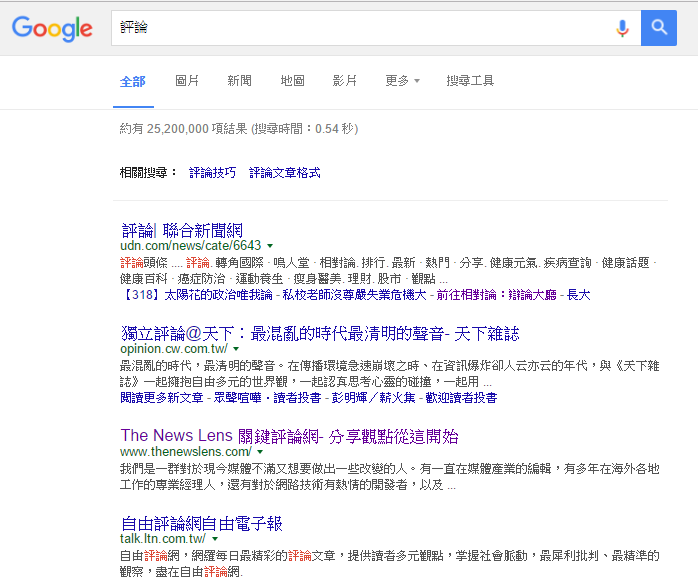 Google 評論
全部 圖片 新聞 地圖 影片 更多 搜尋工具
約有 25,200,000 項結果 (搜尋時間：0.54 秒)
相關搜尋： 評論技巧 評論文章格式
評論| 聯合新聞網
udn.com/news/cate/6643
評論頭條 .... 評論. 轉角國際 · 鳴人堂 · 相對論. 排行. 最新 · 熱門 · 分享. 健康元氣. 疾病查詢 · 健康話題 ·
健康百科 · 癌症防治 · 運動養生 · 瘦身醫美. 理財. 股市 · 觀點 ...
【318】太陽花的政治唯我論 - 私校老師沒尊嚴失業危機大 - 前往相對論：辯論大廳 - 長大
獨立評論@天下：最混亂的時代最清明的聲音- 天下雜誌
opinion.cw.com.tw/
最混亂的時代，最清明的聲音。在傳播環境急速崩壞之時、在資訊爆炸卻人云亦云的年代，與《天下雜
誌》一起擁抱自由多元的世界觀，一起認真思考心靈的碰撞，一起用 ...
閱讀更多新文章 - 眾聲喧嘩‧讀者投書 - 彭明輝／薪火集 - 歡迎讀者投書
The News Lens 關鍵評論網- 分享觀點從這開始
www.thenewslens.com/
我們是一群對於現今媒體不滿又想要做出一些改變的人。有一直在媒體產業的編輯，有多年在海外各地
工作的專業經理人，還有對於網路技術有熱情的開發者，以及 ...
自由評論網自由電子報
talk.ltn.com.tw/
自由評論網，網羅每日最精彩的評論文章，提供讀者多元觀點，掌握社會脈動，最犀利批判、最精準的
觀察，盡在自由評論網.